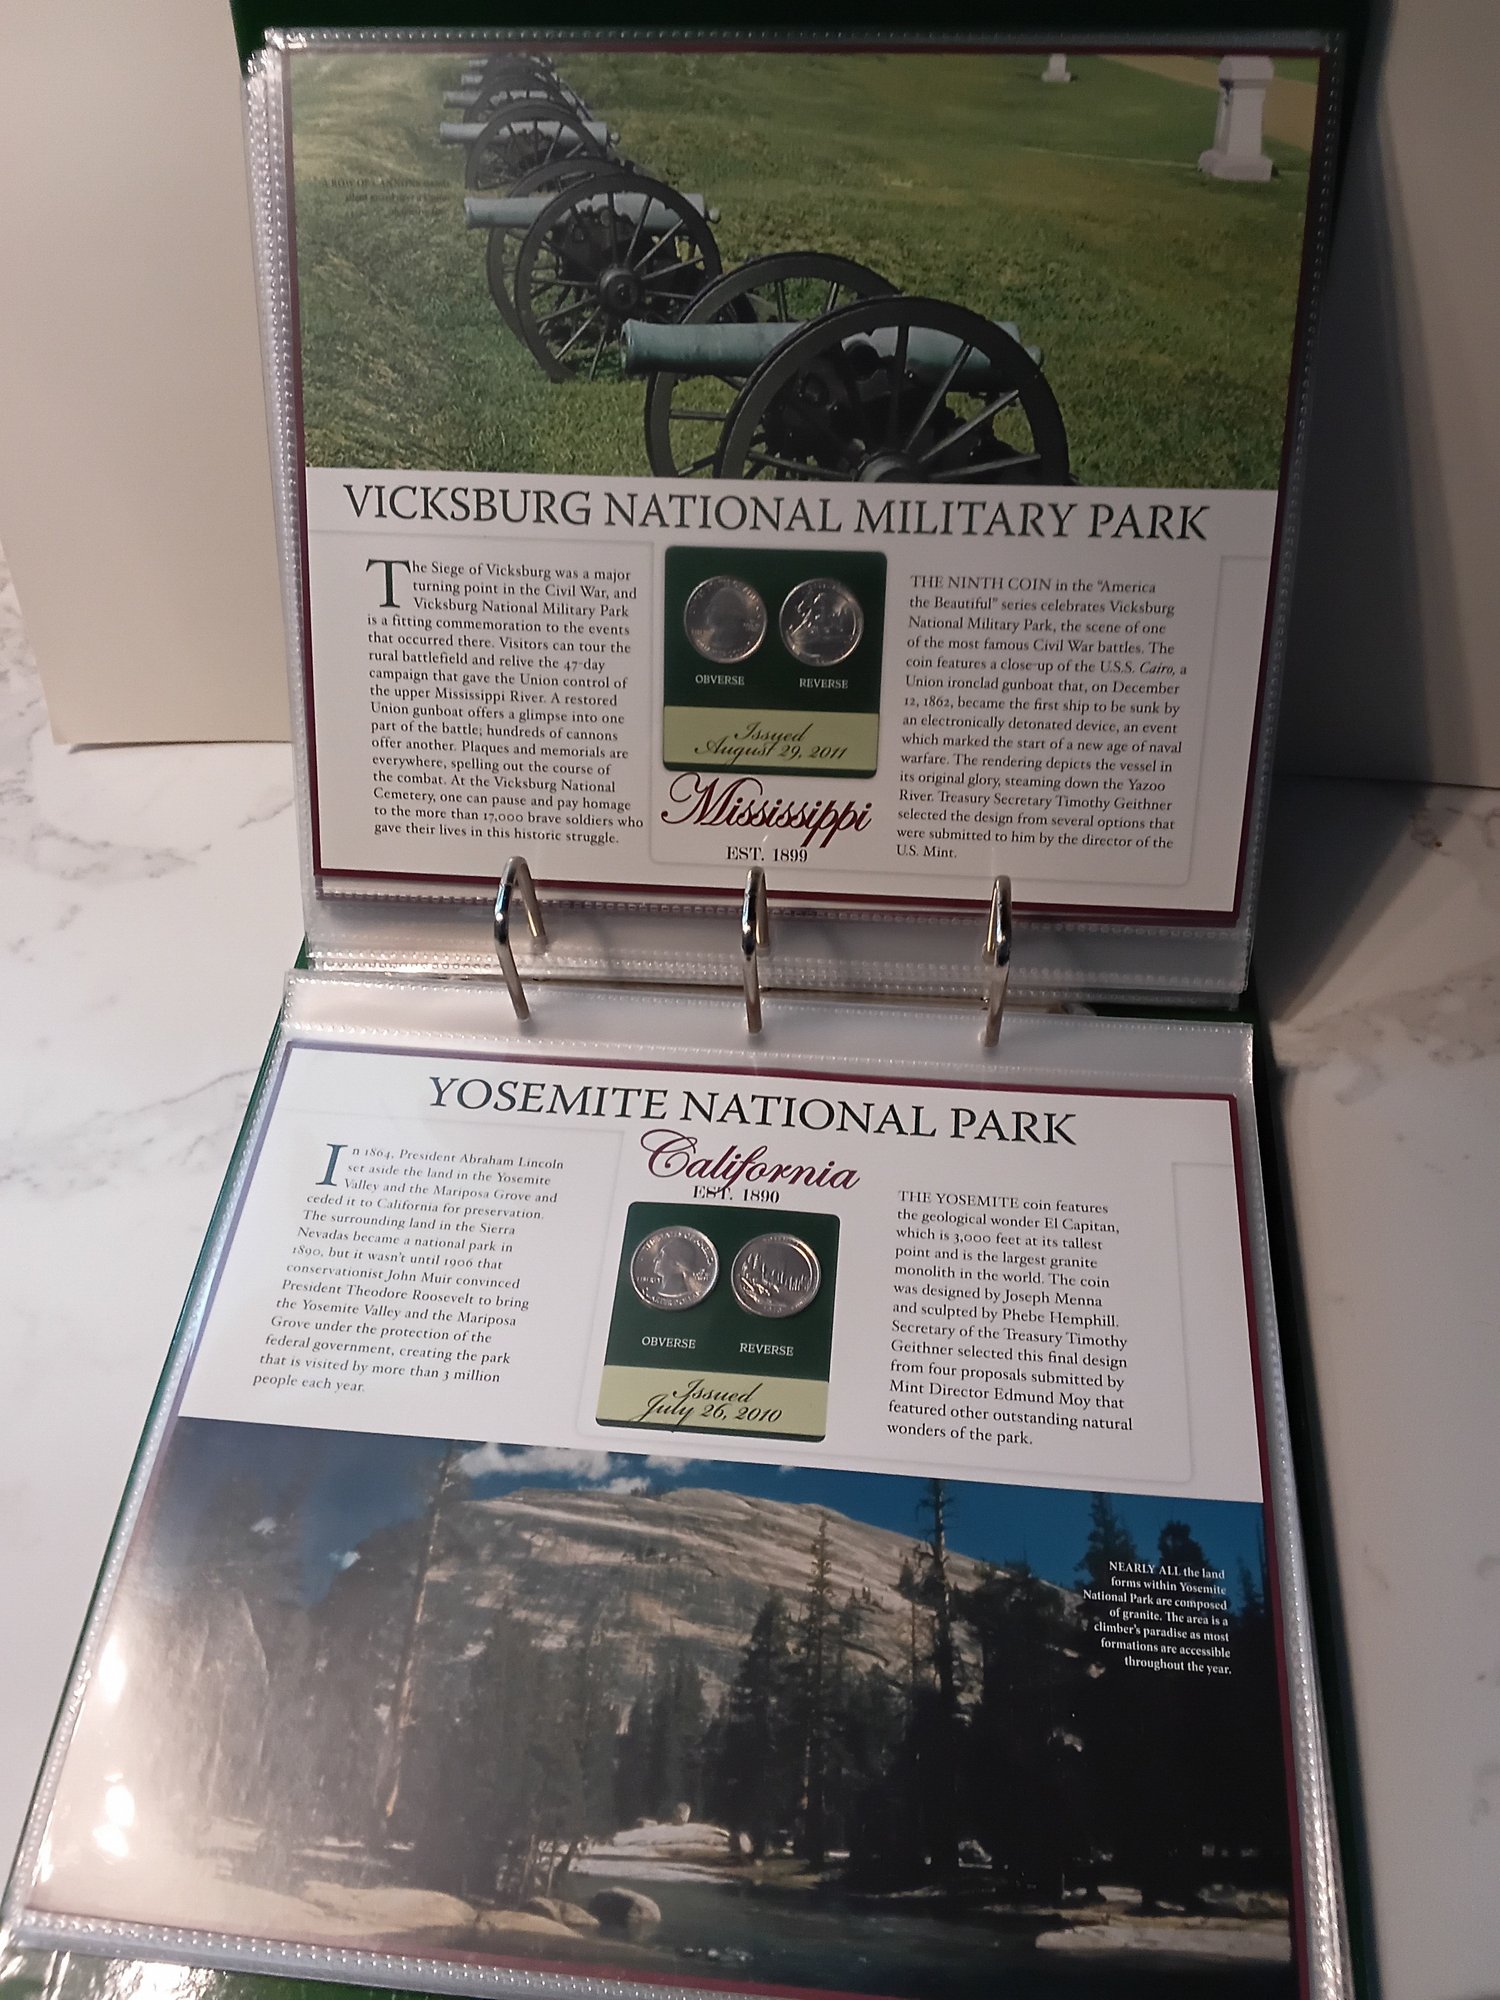 A ROW OF CANNONS
VICKSBURG NATIONAL MILITARY PARK
The Siege of Vicksburg was a major
turning point in the Civil War, and
Vicksburg National Military Park
is a fitting commemoration to the events
that occurred there. Visitors can tour the
rural battlefield and relive the 47-day
campaign that gave the Union control of
the upper Mississippi River. A restored
Union gunboat offers a glimpse into one
part of the battle; hundreds of cannons
offer another. Plaques and memorials are
everywhere, spelling out the course of
the combat. At the Vicksburg National
Cemetery, one can pause and pay homage
to the more than 17,000 brave soldiers who
gave their lives in this historic struggle.
OBVERSE
REVERSE
Issued
August 29, 2011
Mississippi
EST. 1899
THE NINTH COIN in the “America
the Beautiful” series celebrates Vicksburg
National Military Park, the scene of one
of the most famous Civil War battles. The
coin features a close-up of the U.S.S. Cairo, a
Union ironclad gunboat that, on December
12, 1862, became the first ship to be sunk by
an electronically detonated device, an event
which marked the start of a new age of naval
warfare. The rendering depicts the vessel in
its original glory, steaming down the Yazoo
River. Treasury Secretary Timothy Geithner
selected the design from several options that
were submitted to him by the director of the
U.S. Mint.
YOSEMITE NATIONAL PARK
California
EST. 1890
In 1864, President Abraham Lincoln
set aside the land in the Yosemite
Valley and the Mariposa Grove and
ceded it to California for preservation.
The surrounding land in the Sierra
Nevadas became a national park in
1890, but it wasn't until 1906 that
conservationist John Muir convinced
President Theodore Roosevelt to bring
the Yosemite Valley and the Mariposa
Grove under the protection of the
federal government, creating the park
that is visited by more than 3 million
people each year.
OBVERSE
REVERSE
Issued
July 26, 2010
THE YOSEMITE coin features
the geological wonder El Capitan,
which is 3,000 feet at its tallest
point and is the largest granite
monolith in the world. The coin
was designed by Joseph Menna
and sculpted by Phebe Hemphill.
Secretary of the Treasury Timothy
Geithner selected this final design
from four proposals submitted by
Mint Director Edmund Moy that
featured other outstanding natural
wonders of the park.
NEARLY ALL the land
forms within Yosemite
National Park are composed
of granite. The area is a
climber's paradise as most
formations are accessible
throughout the year.